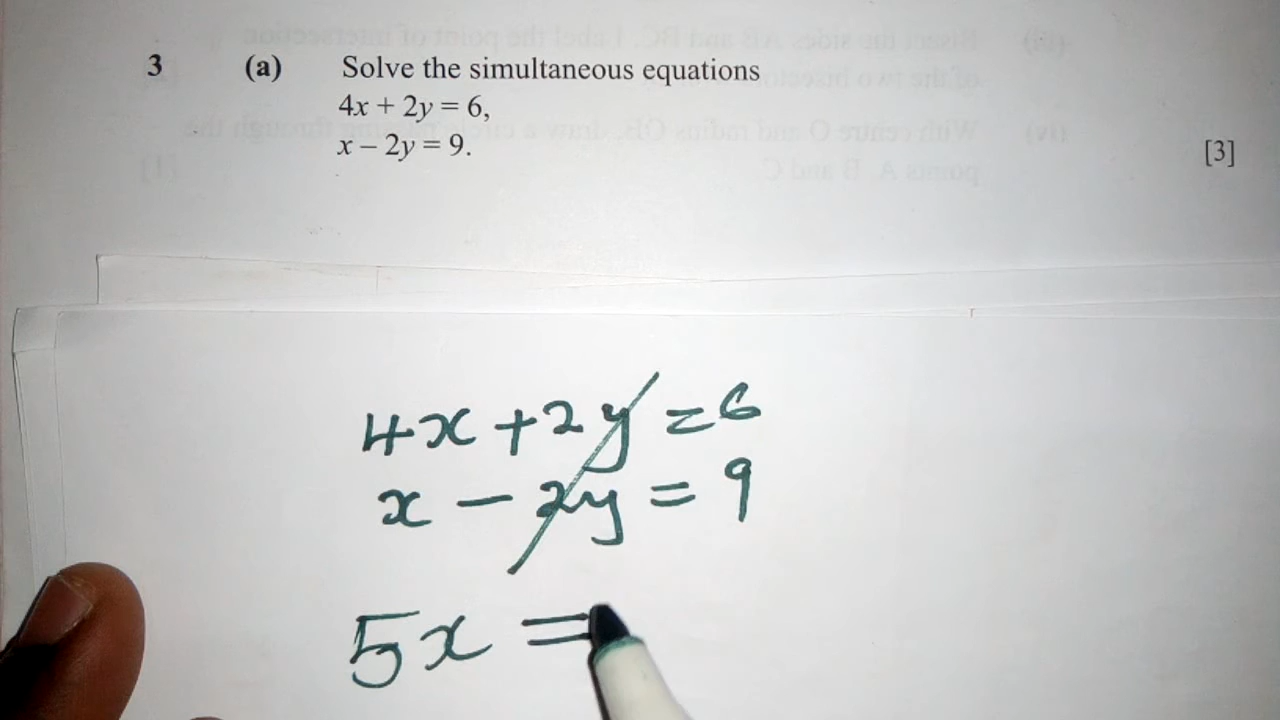 3 (a) Solve the simultaneous equations
4x + 2y = 6,
x – 2y = 9.
[3]
4x + 2y = 6
x – 2y = 9
5x =